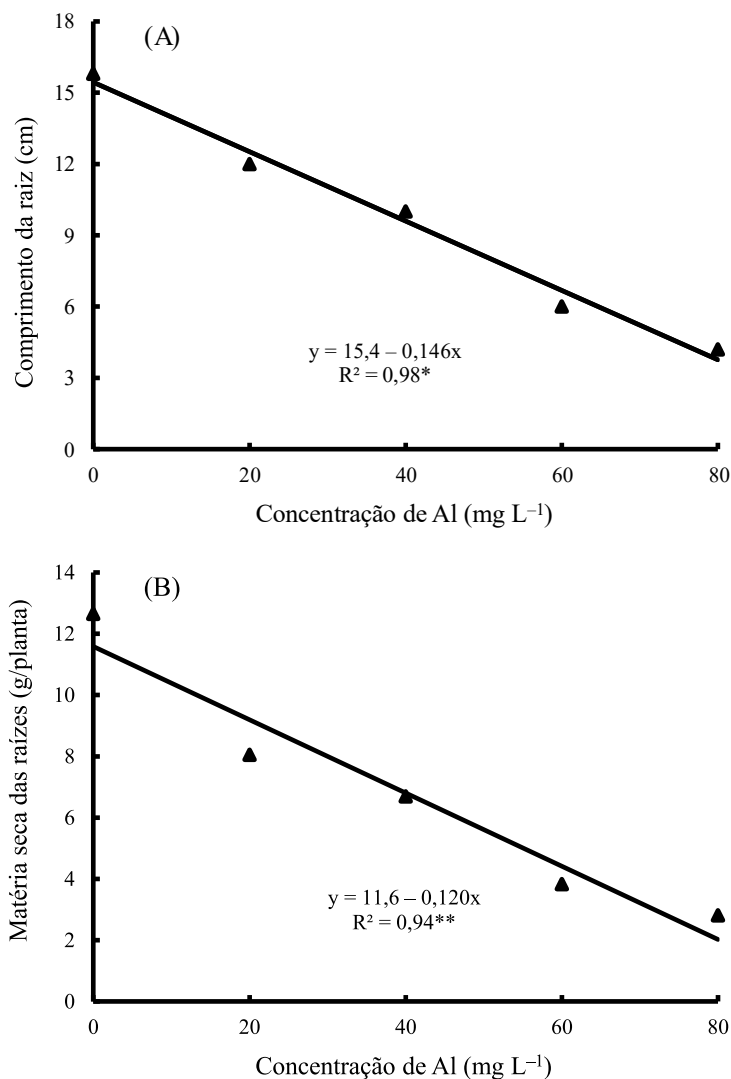 (A)
18
15
12
9
6
3
0
Comprimento da raiz (cm)
y = 15,4 – 0,146x
R² = 0,98*
0 20 40 60 80
Concentração de Al (mg L⁻¹)
(B)
14
12
10
8
6
4
2
0
Matéria seca das raízes (g/planta)
y = 11,6 – 0,120x
R² = 0,94**
0 20 40 60 80
Concentração de Al (mg L⁻¹)